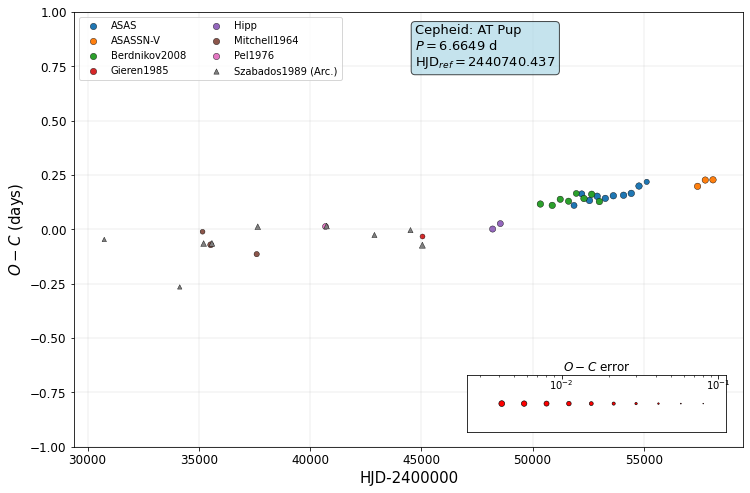 ASAS
ASASSN-V
Berdnikov2008
Gieren1985
Hipp
Mitchell1964
Pel1976
Szabados1989 (Arc.)
Cepheid: AT Pup
P = 6.6649 d
HJD_ref = 2440740.437
1.00
0.75
0.50
0.25
0.00
−0.25
−0.50
−0.75
−1.00
O − C (days)
O − C error
10^−2
10^−1
30000
35000
40000
45000
50000
55000
HJD-2400000